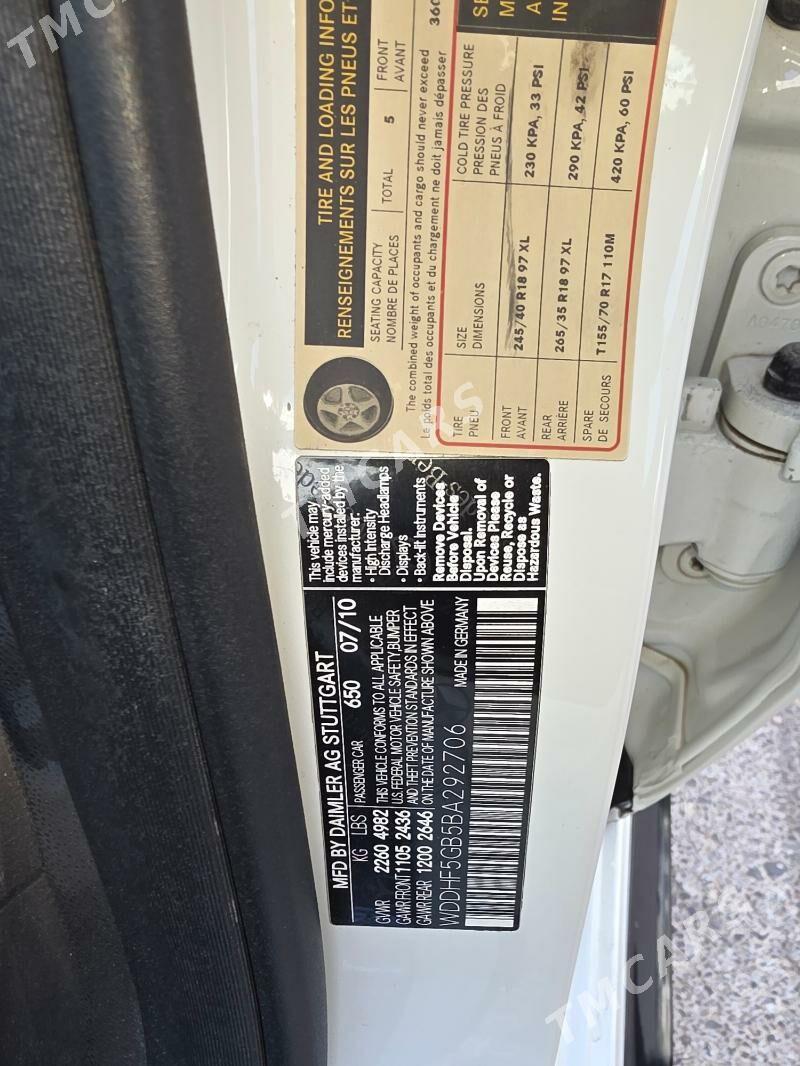 TIRE AND LOADING INFO
RENSEIGNEMENTS SUR LES PNEUS ET
SEATING CAPACITY
NOMBRE DE PLACES
TOTAL 5
FRONT
AVANT
The combined weight of occupants and cargo should never exceed 360
Le poids total des occupants et du chargement ne doit jamais dépasser
TIRE
PNEU
SIZE
DIMENSIONS
COLD TIRE PRESSURE
PRESSION DES
PNEUS À FROID
FRONT
AVANT
245/40 R18 97 XL
230 KPA, 33 PSI
REAR
ARRIÈRE
265/35 R18 97 XL
290 KPA, 42 PSI
SPARE
DE SECOURS
T155/70 R17 110M
420 KPA, 60 PSI
SE
M
A
IN
MFD BY DAIMLER AG STUTTGART
KG LBS PASSENGER CAR 650 07/10
GVWR 2260 4982 THIS VEHICLE CONFORMS TO ALL APPLICABLE
U.S. FEDERAL MOTOR VEHICLE SAFETY,BUMPER
GAWR FRONT 1105 2436 AND THEFT PREVENTION STANDARDS IN EFFECT
GAWR REAR 1200 2646 ON THE DATE OF MANUFACTURE SHOWN ABOVE
WDDHF5GB5BA292706 MADE IN GERMANY
This vehicle may
include mercury-added
devices installed by the
manufacturer:
• High Intensity
Discharge Headlamps
• Displays
• Back-lit Instruments
Remove Devices
Before Vehicle
Disposal.
Upon Removal of
Devices Please
Reuse, Recycle or
Dispose as
Hazardous Waste.
TMCARS
TMCARS
TMCARS